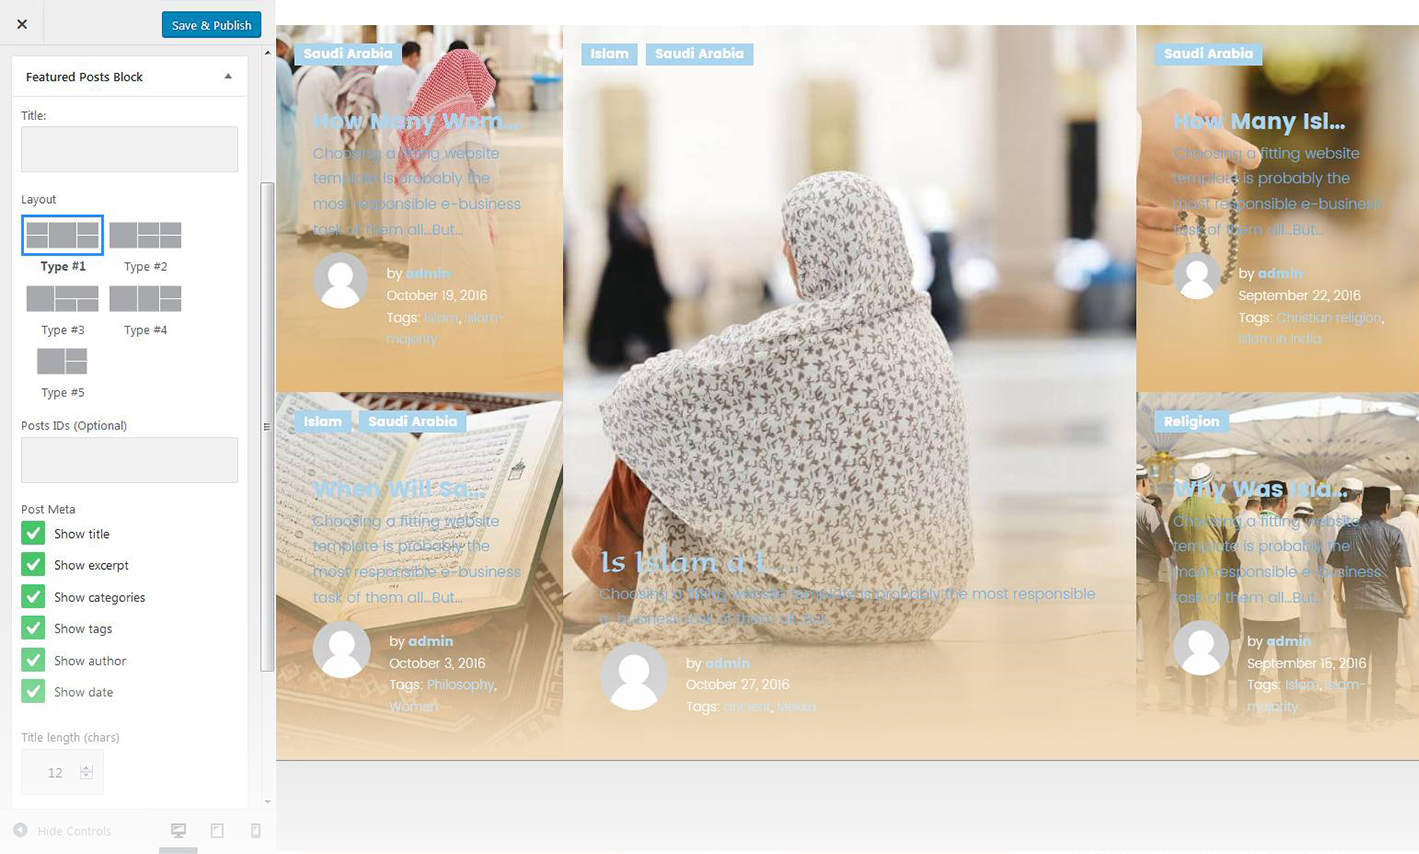 Save & Publish
Featured Posts Block
Title:
Layout
Type #1
Type #2
Type #3
Type #4
Type #5
Posts IDs (Optional)
Post Meta
Show title
Show excerpt
Show categories
Show tags
Show author
Show date
Title length (chars)
12
Hide Controls
Saudi Arabia
How Many Wom...
Choosing a fitting website
template is probably the
most responsible e-business
task of them all...But...
by admin
October 19, 2016
Tags: Islam, Islam-
majority
Islam , Saudi Arabia
When Will Sa...
Choosing a fitting website
template is probably the
most responsible e-business
task of them all...But...
by admin
October 3, 2016
Tags: Philosophy,
Women
Islam Saudi Arabia
Is Islam a L...
Choosing a fitting website template is probably the most responsible
e-business task of them all...But...
by admin
October 27, 2016
Tags: ancient, Mekka
Saudi Arabia
How Many Isl...
Choosing a fitting website
template is probably the
most responsible e-business
task of them all...But...
by admin
September 22, 2016
Tags: Christian religion,
Islam in India
Religion
Why Was Isla...
Choosing a fitting website
template is probably the
most responsible e-business
task of them all...But...
by admin
September 15, 2016
Tags: Islam, Islam-
majority